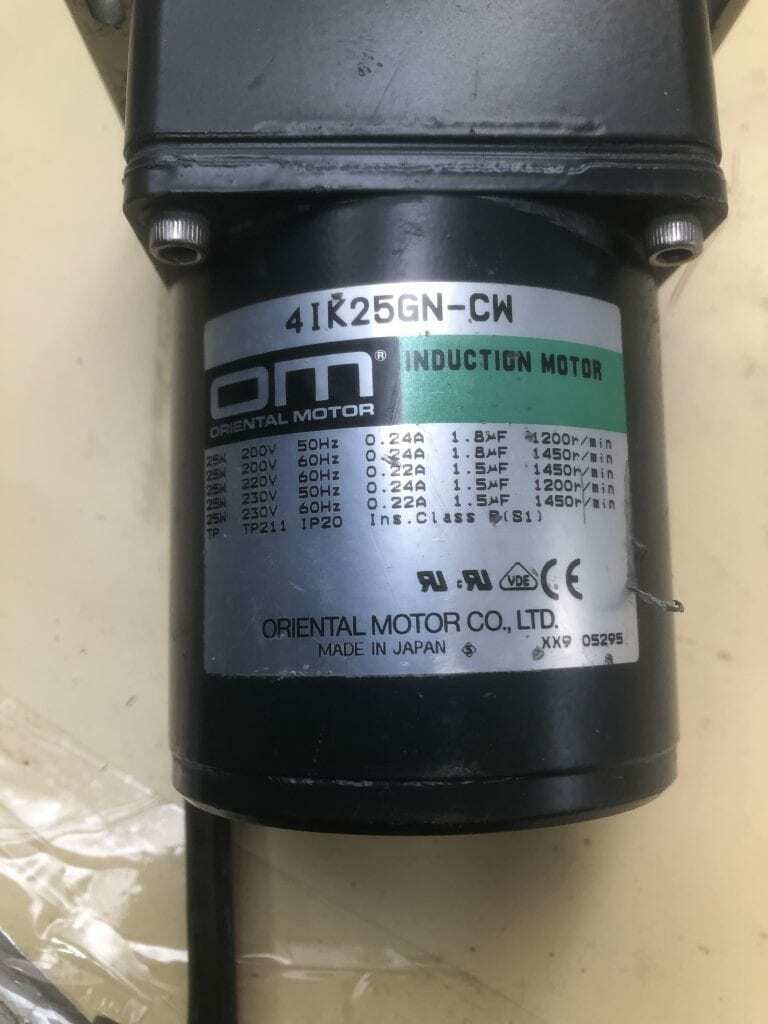 4IK25GN-CW
OM®
ORIENTAL MOTOR
INDUCTION MOTOR
25W 200V 50Hz 0.24A 1.8µF 1200r/min
25W 200V 60Hz 0.24A 1.8µF 1450r/min
25W 220V 60Hz 0.22A 1.5µF 1450r/min
25W 230V 50Hz 0.24A 1.5µF 1200r/min
25W 230V 60Hz 0.22A 1.5µF 1450r/min
TP TP211 IP20 Ins.Class (S1)
VDE CE
ORIENTAL MOTOR CO., LTD.
MADE IN JAPAN S
XX9 05295